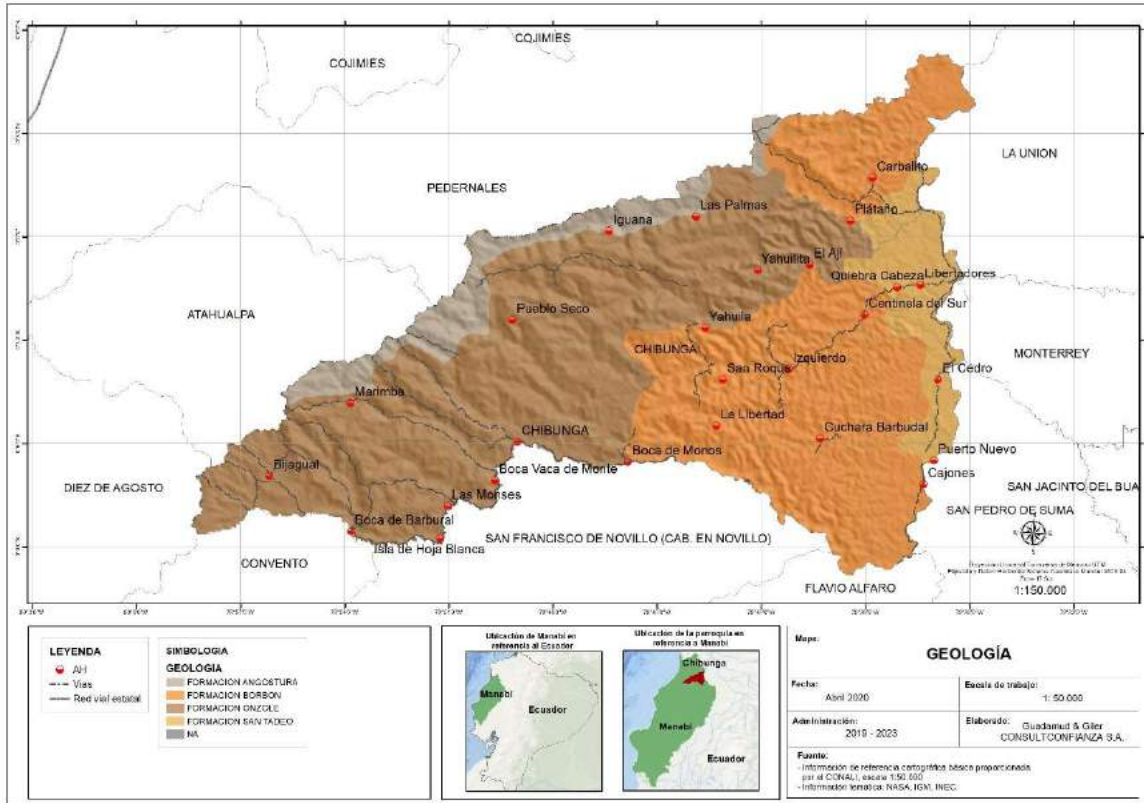 COJIMIES
COJIMIES
LA UNION
Carbalito
PEDERNALES
Las Palmas
Plátaño
Iguana
Yahuilita
El Ají
Quiebra Cabeza
Libertadores
Pueblo Seco
Centinela del Sur
ATAHUALPA
Yahuila
CHIBUNGA
MONTERREY
Izquierdo
San Roque
El Cedro
Marimba
La Libertad
CHIBUNGA
Cuchara Barbudal
Boca de Monos
Puerto Nuevo
Bijagual
Boca Vaca de Monte
Cajones
DIEZ DE AGOSTO
SAN JACINTO DEL BUA
Las Monses
SAN PEDRO DE SUMA
Boca de Barbural
Isla de Hoja Blanca
SAN FRANCISCO DE NOVILLO (CAB. EN NOVILLO)
CONVENTO
FLAVIO ALFARO
1:150.000
LEYENDA
AH
Vias
Red vial estatal
SIMBOLOGIA
GEOLOGIA
FORMACION ANGOSTURA
FORMACION BORBON
FORMACION ONZOLE
FORMACION SAN TADEO
NA
Ubicación de Manabí en
referencia al Ecuador
Manabí
Ecuador
Ubicación de la parroquia en
referencia a Manabí
Chibunga
Manabí
Ecuador
Mapa:
GEOLOGÍA
Fecha:
Abril 2020
Escala de trabajo:
1: 50.000
Administración:
2019 - 2023
Elaborado:
Guadamud & Giler
CONSULTCONFIANZA S.A.
Fuente:
- Información de referencia cartográfica básica proporcionada
por el CONALI, escala 1:50.000
- Información temática: NASA, IGM, INEC.